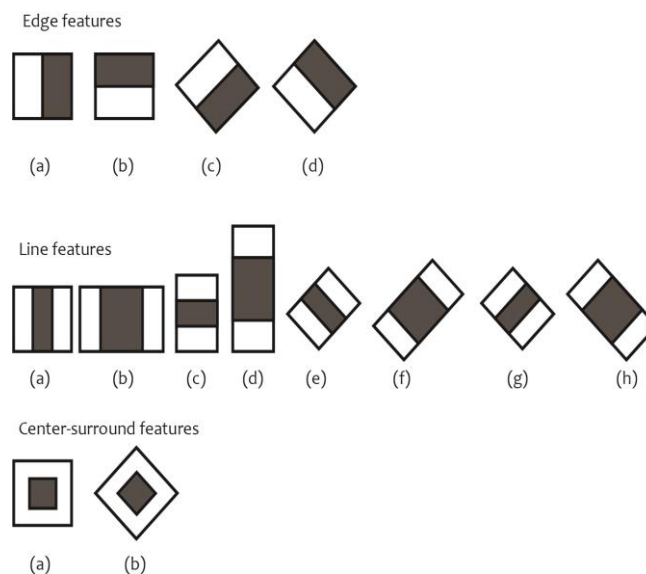 Edge features
(a) (b) (c) (d)
Line features
(a) (b) (c) (d) (e) (f) (g) (h)
Center-surround features
(a) (b)